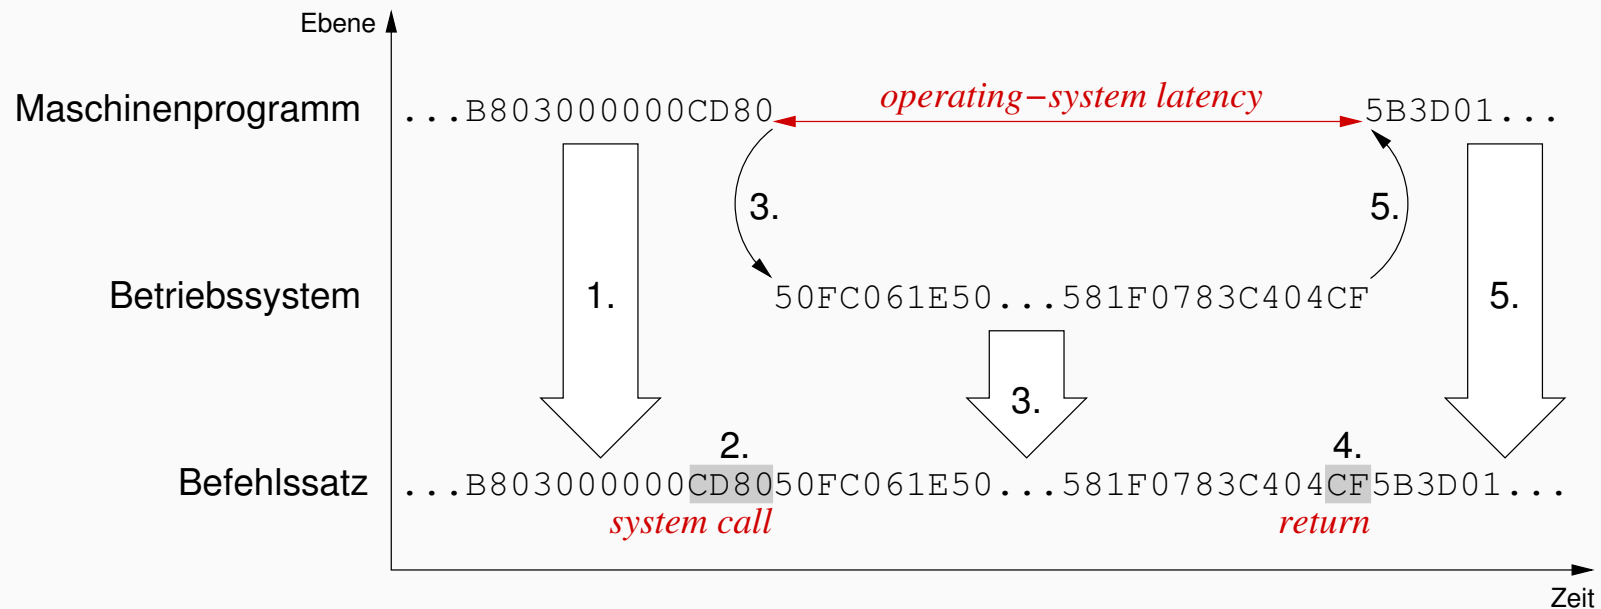 Ebene
Maschinenprogramm ...B803000000CD80 operating−system latency 5B3D01...
3. 5.
Betriebssystem 1. 50FC061E50...581F0783C404CF 5.
3.
2. 4.
Befehlssatz ...B803000000CD8050FC061E50...581F0783C404CF5B3D01...
system call return
Zeit